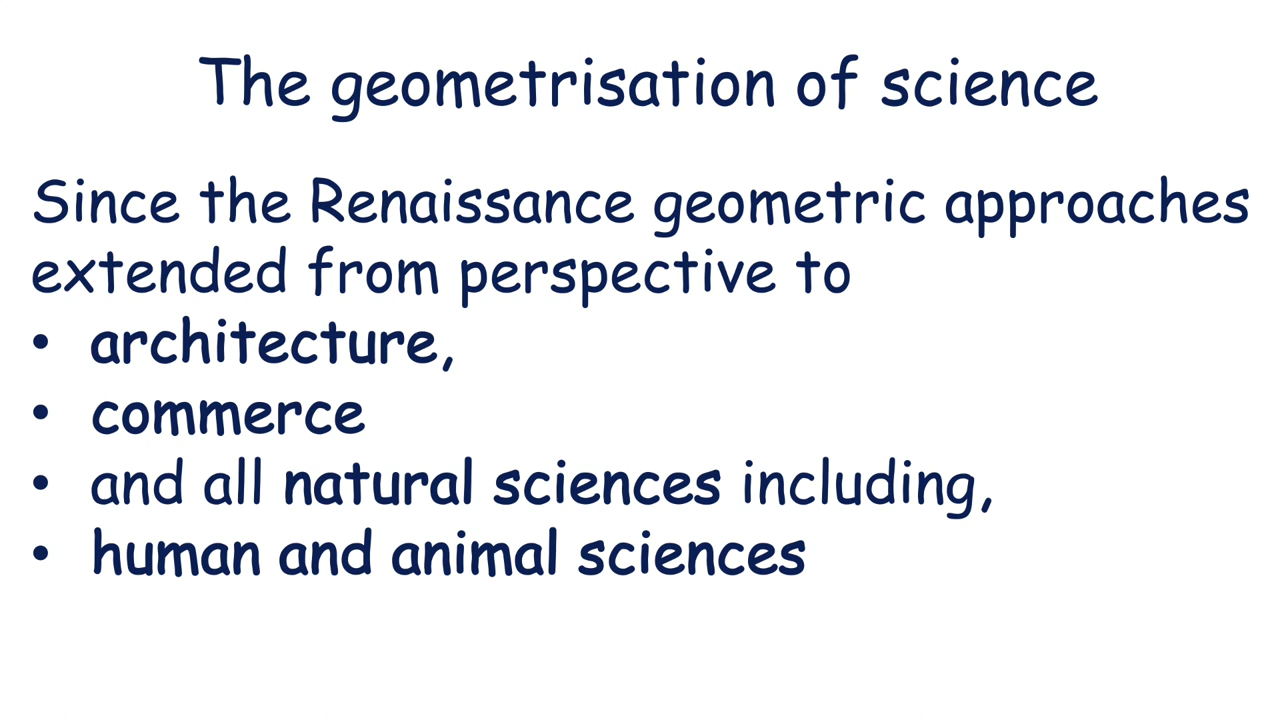 The geometrisation of science
Since the Renaissance geometric approaches
extended from perspective to
• architecture,
• commerce
• and all natural sciences including,
• human and animal sciences